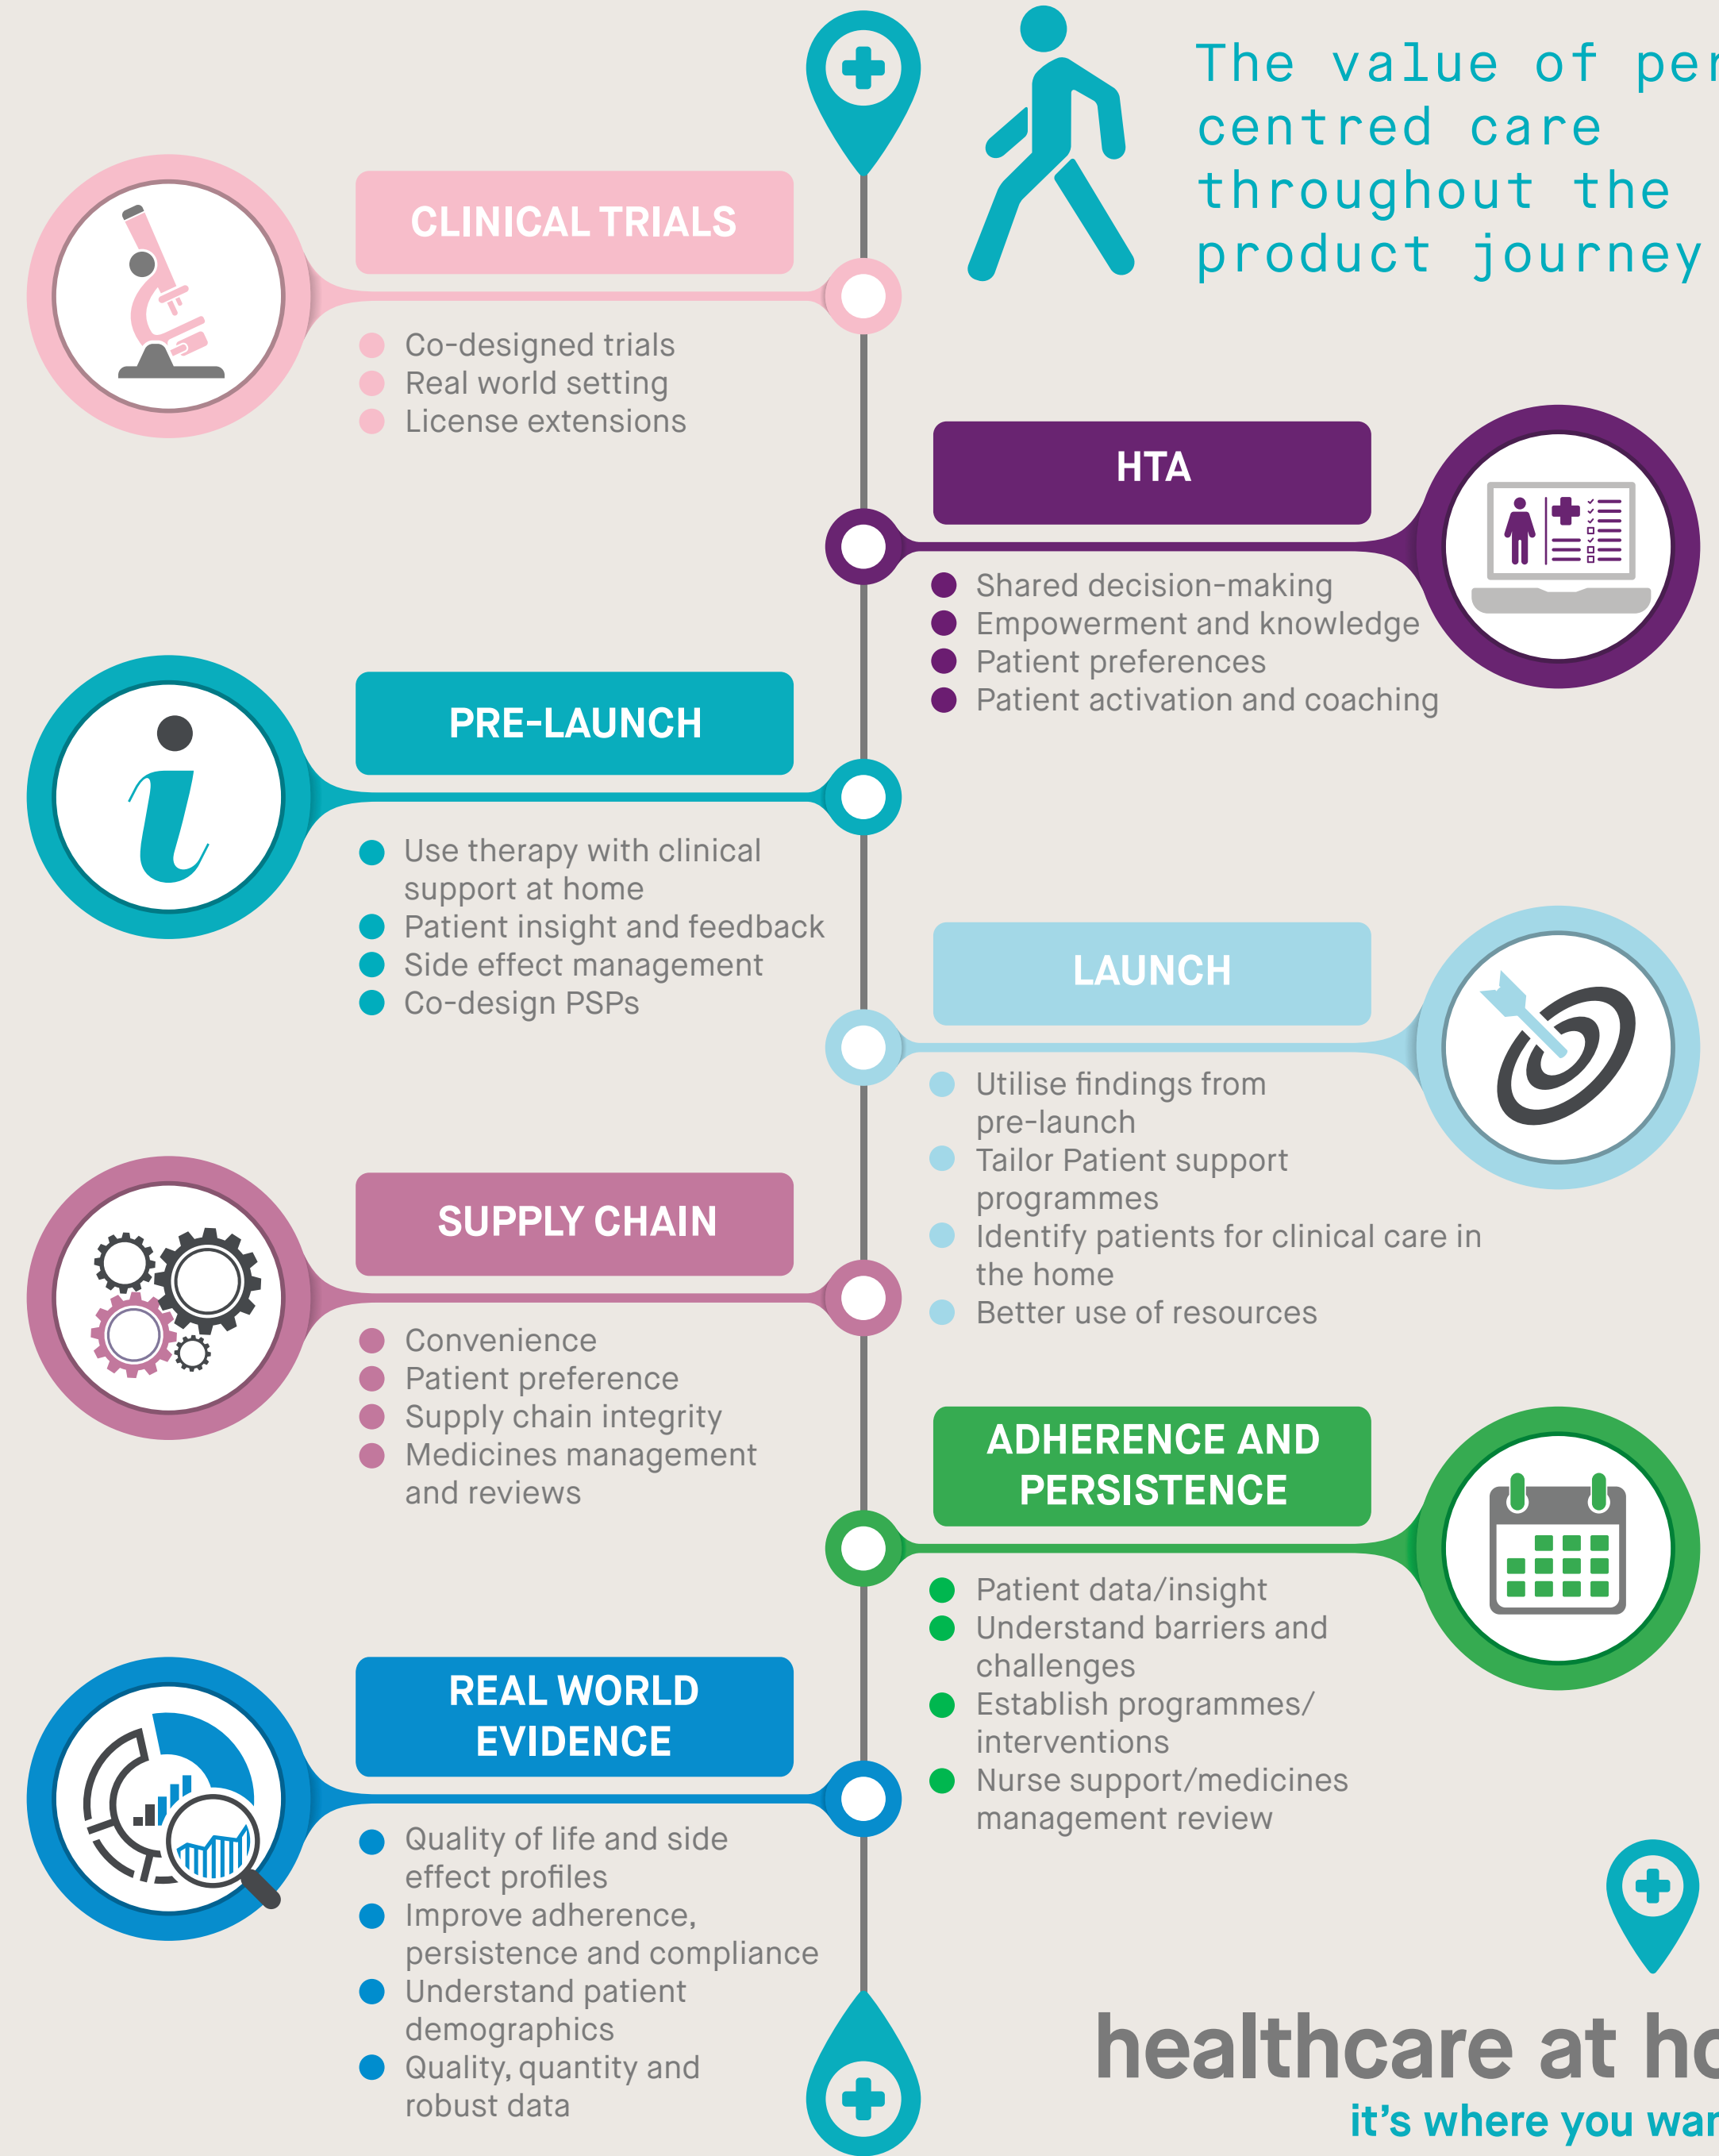 The value of per
centred care
throughout the
product journey
CLINICAL TRIALS
Co-designed trials
Real world setting
License extensions
HTA
Shared decision-making
Empowerment and knowledge
Patient preferences
Patient activation and coaching
PRE-LAUNCH
Use therapy with clinical
support at home
Patient insight and feedback
Side effect management
Co-design PSPs
LAUNCH
Utilise findings from
pre-launch
Tailor Patient support
programmes
Identify patients for clinical care in
the home
Better use of resources
SUPPLY CHAIN
Convenience
Patient preference
Supply chain integrity
Medicines management
and reviews
ADHERENCE AND
PERSISTENCE
Patient data/insight
Understand barriers and
challenges
Establish programmes/
interventions
Nurse support/medicines
management review
REAL WORLD
EVIDENCE
Quality of life and side
effect profiles
Improve adherence,
persistence and compliance
Understand patient
demographics
Quality, quantity and
robust data
healthcare at ho
it's where you wan